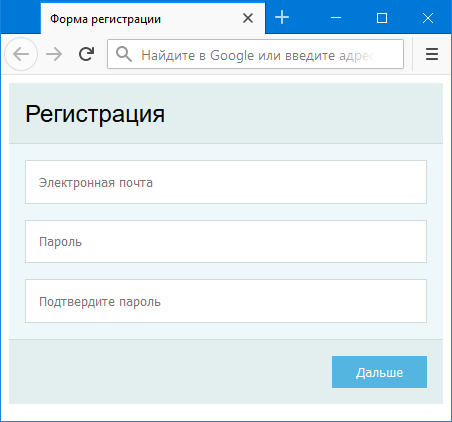 Форма регистрации
Найдите в Google или введите адрес
Регистрация
Электронная почта
Пароль
Подтвердите пароль
Дальше